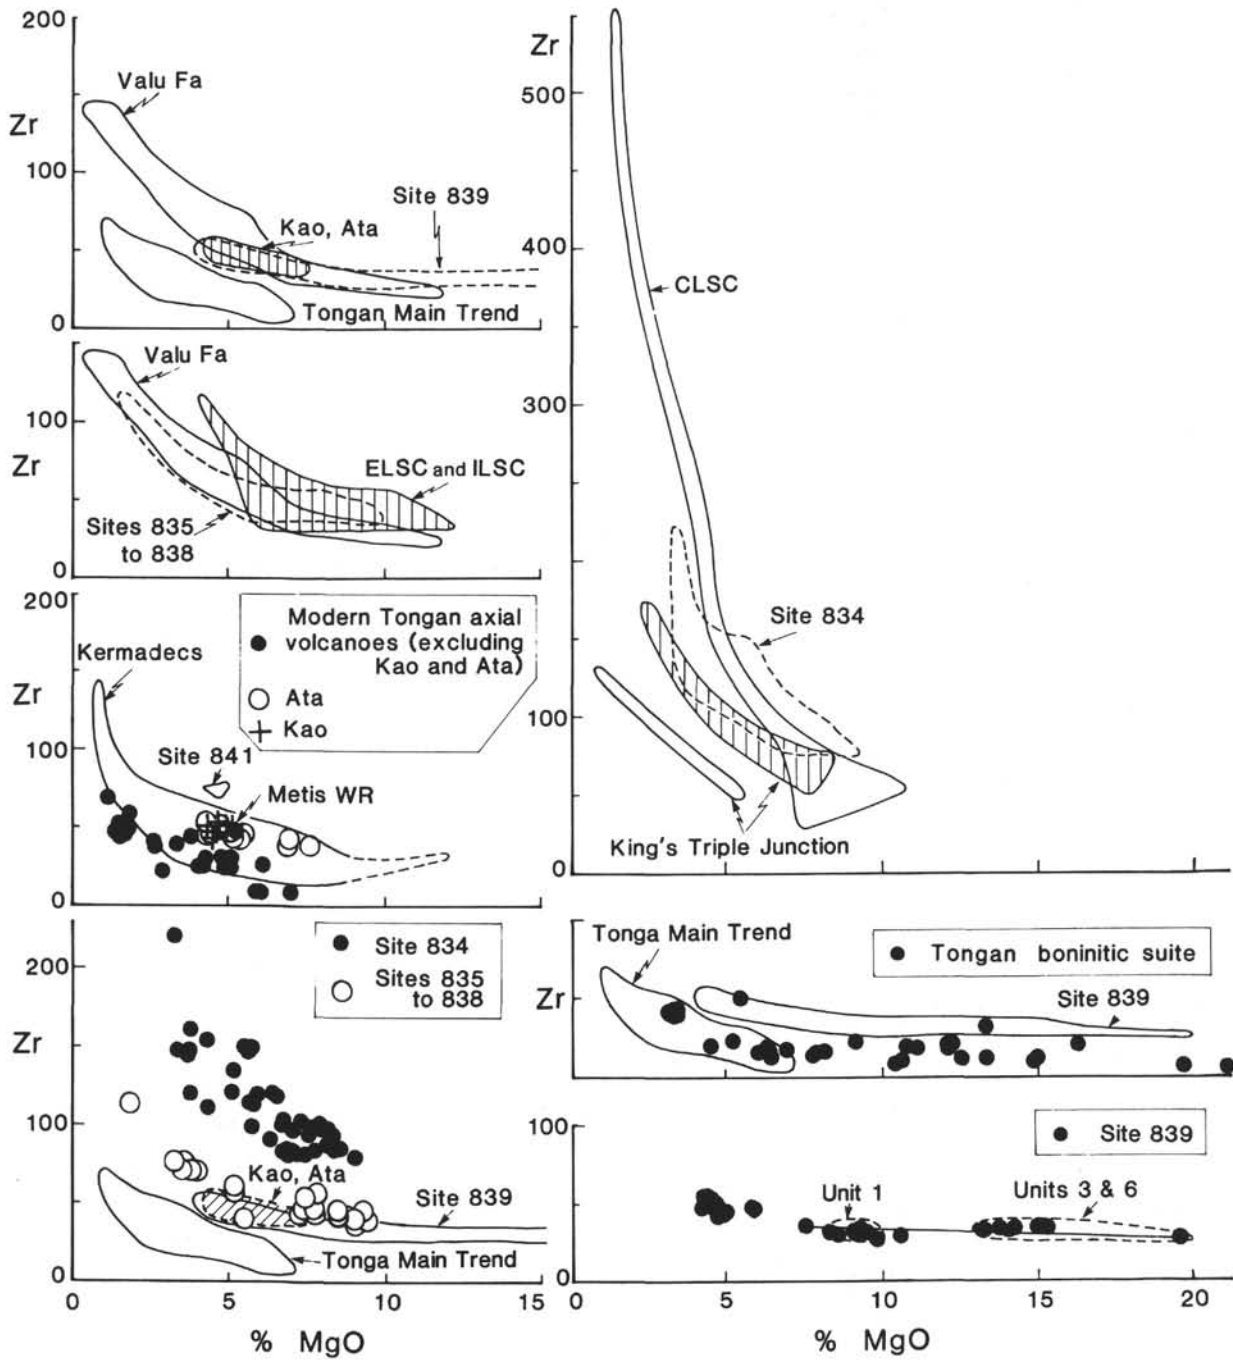 200
Valu Fa
Zr
100
Site 839
Kao, Ata
Tongan Main Trend
0
5
10
15
Valu Fa
100
Zr
ELSC and ILSC
Sites 835
to 838
0
200
Modern Tongan axial
volcanoes (excluding
Kao and Ata)
Ata
Kao
Kermadecs
Zr
Site 841
100
Metis WR
0
Site 834
Sites 835
to 838
200
Zr
100
Kao, Ata
Site 839
Tonga Main Trend
0
0
5
10
15
% MgO
Zr
500
400
CLSC
300
Site 834
100
King's Triple Junction
0
Tonga Main Trend
Tongan boninitic suite
Zr
Site 839
100
Site 839
Unit 1
Units 3 & 6
0
5
10
15
20
% MgO